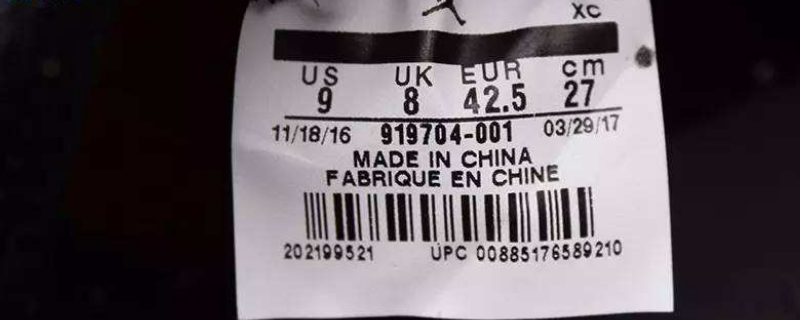 XC
US UK EUR cm
9 8 42.5 27
11/18/16 919704-001 03/29/17
MADE IN CHINA
FABRIQUE EN CHINE
202199521 UPC 00885176589210